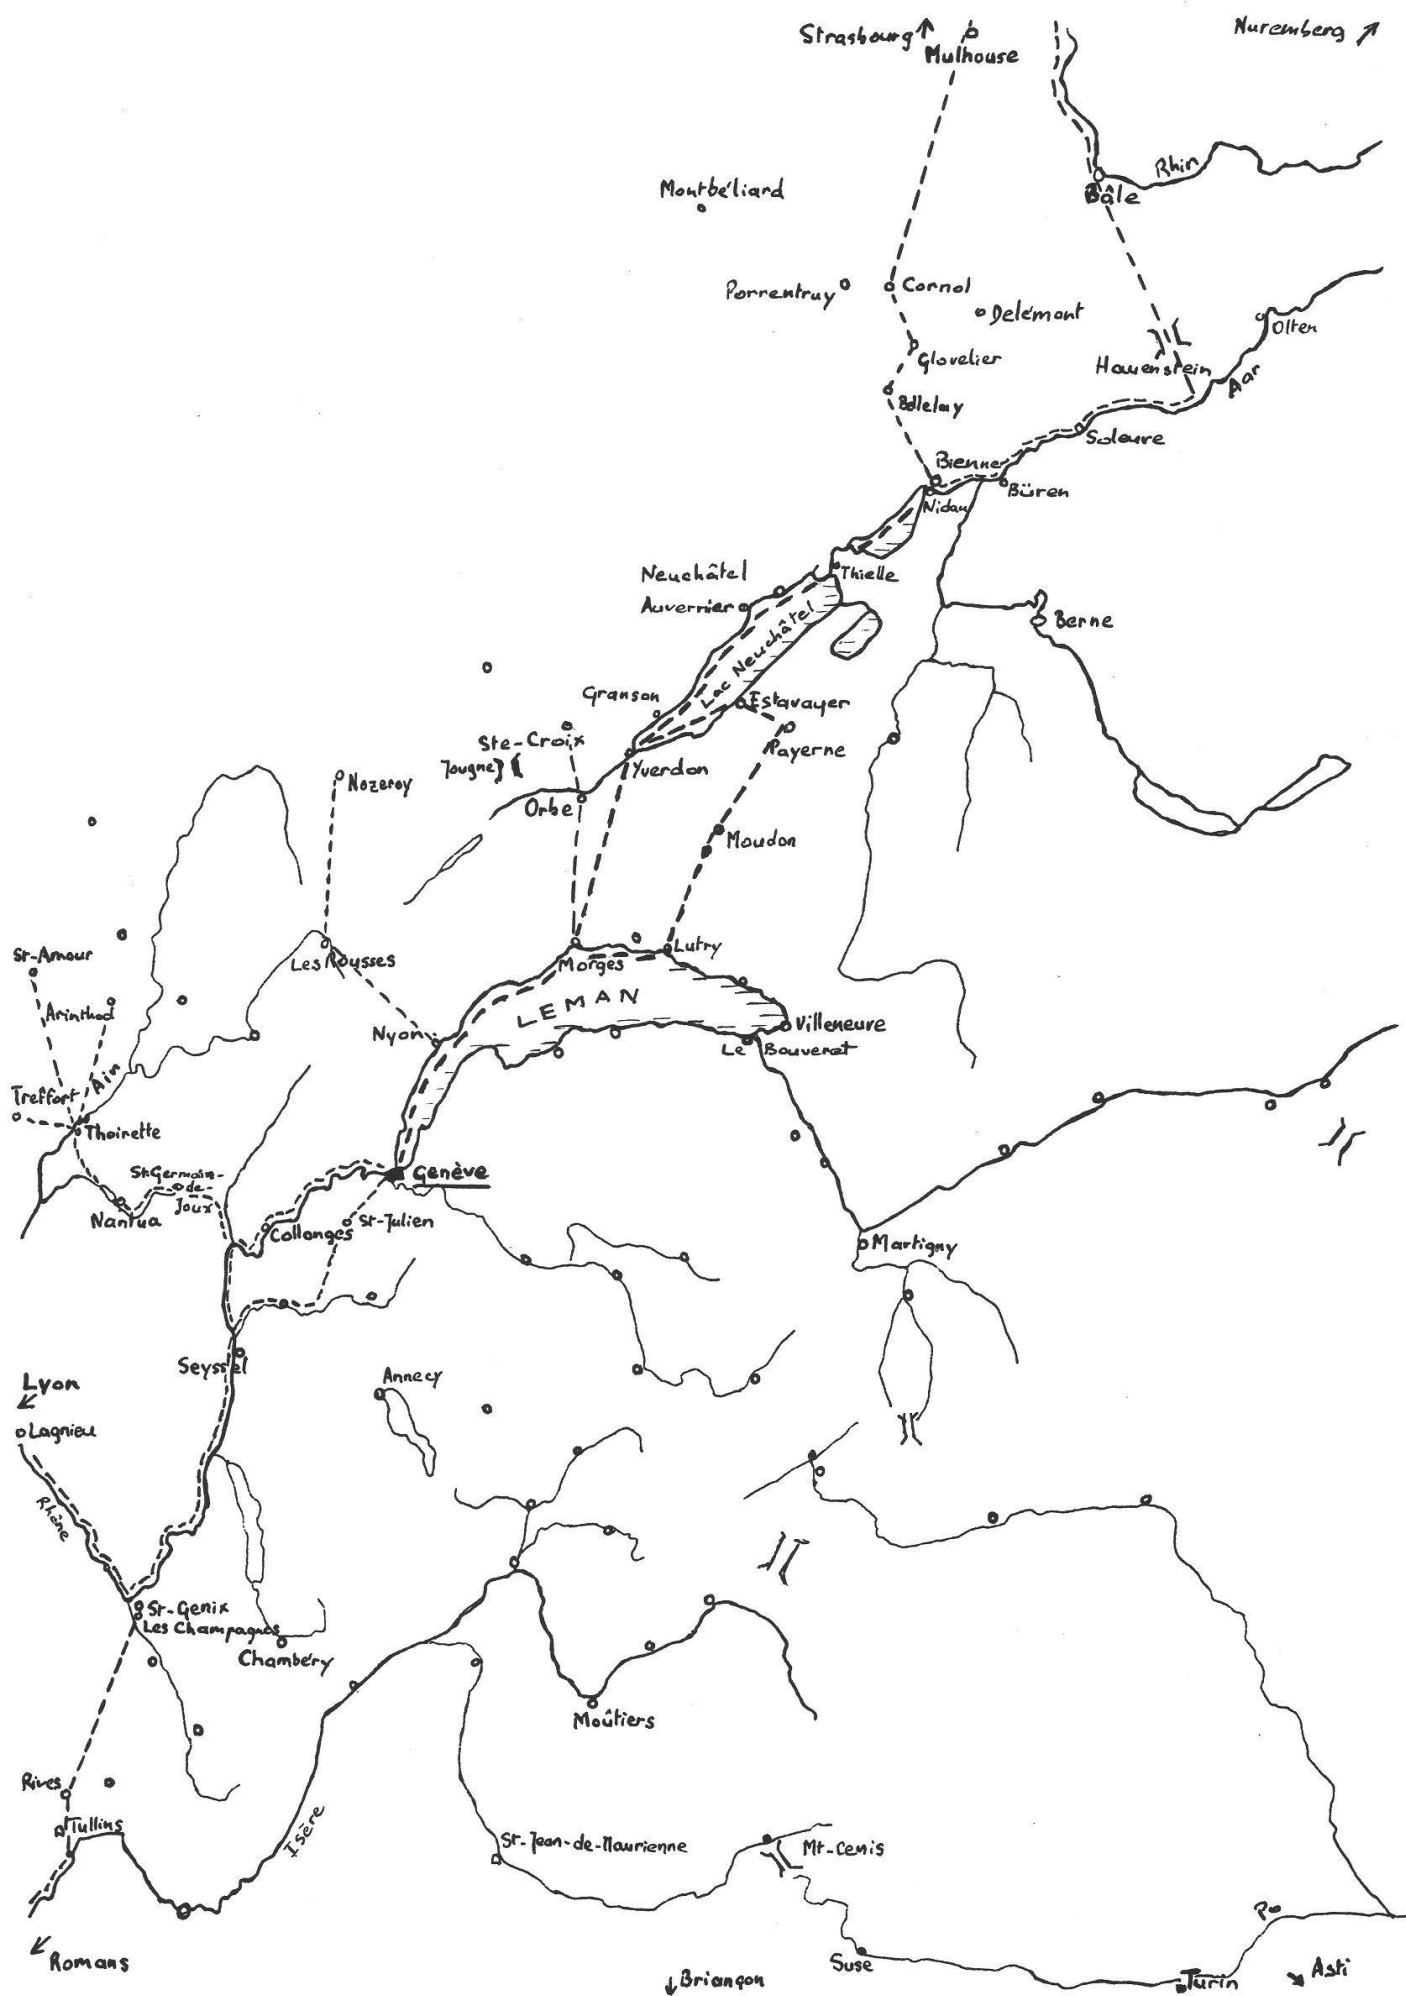 Strasbourg
Mulhouse
Nuremberg
Rhin
Bâle
Montbéliard
Porrentruy
Cornol
Delémont
Olten
Glovelier
Hauenstein
Aar
Bellelay
Soleure
Bienne
Büren
Nidau
Neuchâtel
Thielle
Auvernier
Lac Neuchâtel
Berne
Granson
Estavayer
Ste-Croix
Payerne
Jougne
Yverdon
Nozeroy
Orbe
Moudon
St-Amour
Les Rousses
Morges
Lutry
Arinthod
LEMAN
Nyon
Villeneuve
Le Bouveret
Ain
Treffort
Thoirette
St-Germain-
de-
Joux
Genève
Nantua
Collonges
St-Julien
Martigny
Seyssel
Lyon
Annecy
Lagnieu
Rhône
St-Genix
Les Champagnes
Chambéry
Moûtiers
Rives
Tullins
Isère
St-Jean-de-Maurienne
Mt-Cenis
Po
Romans
Suse
Briançon
Turin
Asti